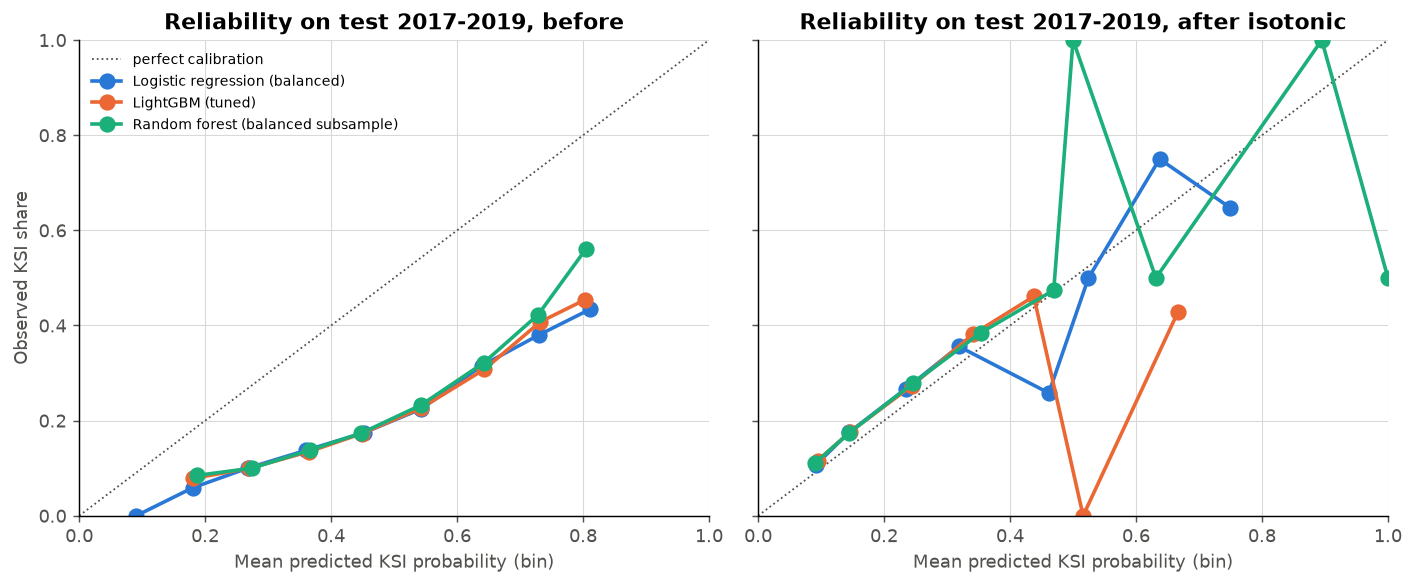 Reliability on test 2017-2019, before
Reliability on test 2017-2019, after isotonic
perfect calibration
Logistic regression (balanced)
LightGBM (tuned)
Random forest (balanced subsample)
Observed KSI share
1.0
0.8
0.6
0.4
0.2
0.0
0.0 0.2 0.4 0.6 0.8 1.0
0.0 0.2 0.4 0.6 0.8 1.0
Mean predicted KSI probability (bin)
Mean predicted KSI probability (bin)